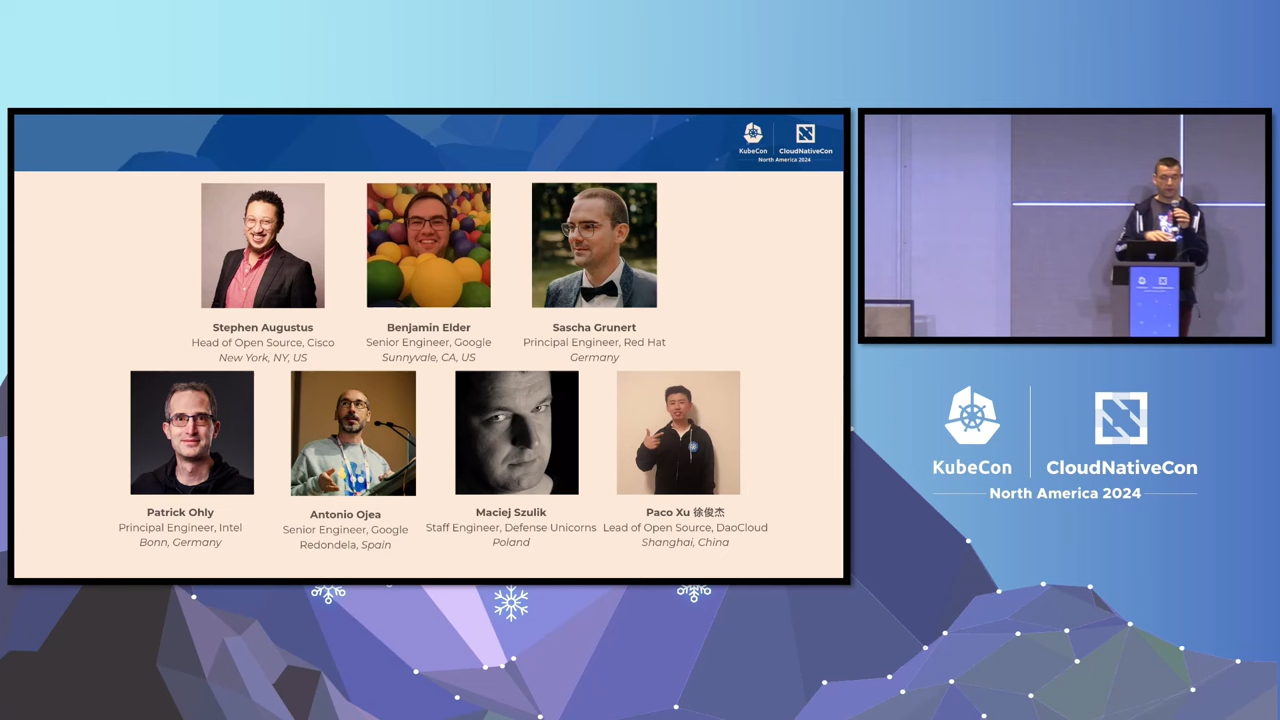 KubeCon
CloudNativeCon
North America 2024
Stephen Augustus
Head of Open Source, Cisco
New York, NY, US
Benjamin Elder
Senior Engineer, Google
Sunnyvale, CA, US
Sascha Grunert
Principal Engineer, Red Hat
Germany
Patrick Ohly
Principal Engineer, Intel
Bonn, Germany
Antonio Ojea
Senior Engineer, Google
Redondela, Spain
Maciej Szulik
Staff Engineer, Defense Unicorns
Poland
Paco Xu 徐俊杰
Lead of Open Source, DaoCloud
Shanghai, China
KubeCon
CloudNativeCon
North America 2024